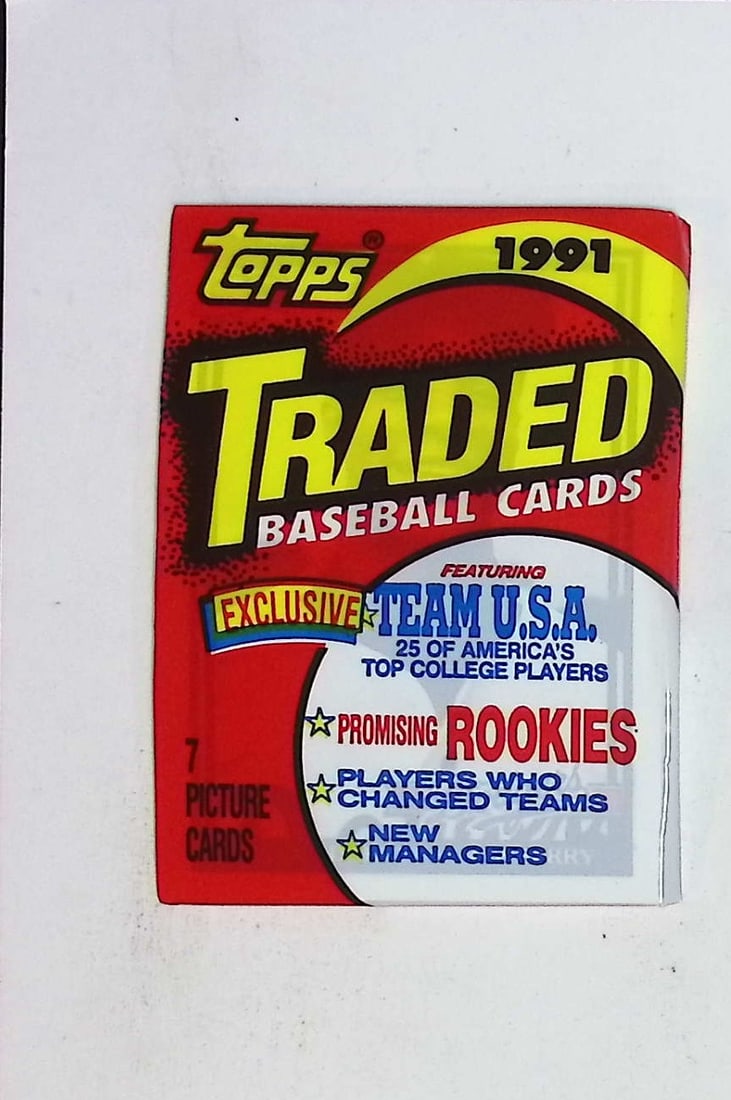 Topps®
1991
TRADED
BASEBALL CARDS
FEATURING
EXCLUSIVE TEAM U.S.A.
25 OF AMERICA'S
TOP COLLEGE PLAYERS
PROMISING ROOKIES
PLAYERS WHO
CHANGED TEAMS
NEW
MANAGERS
7
PICTURE
CARDS